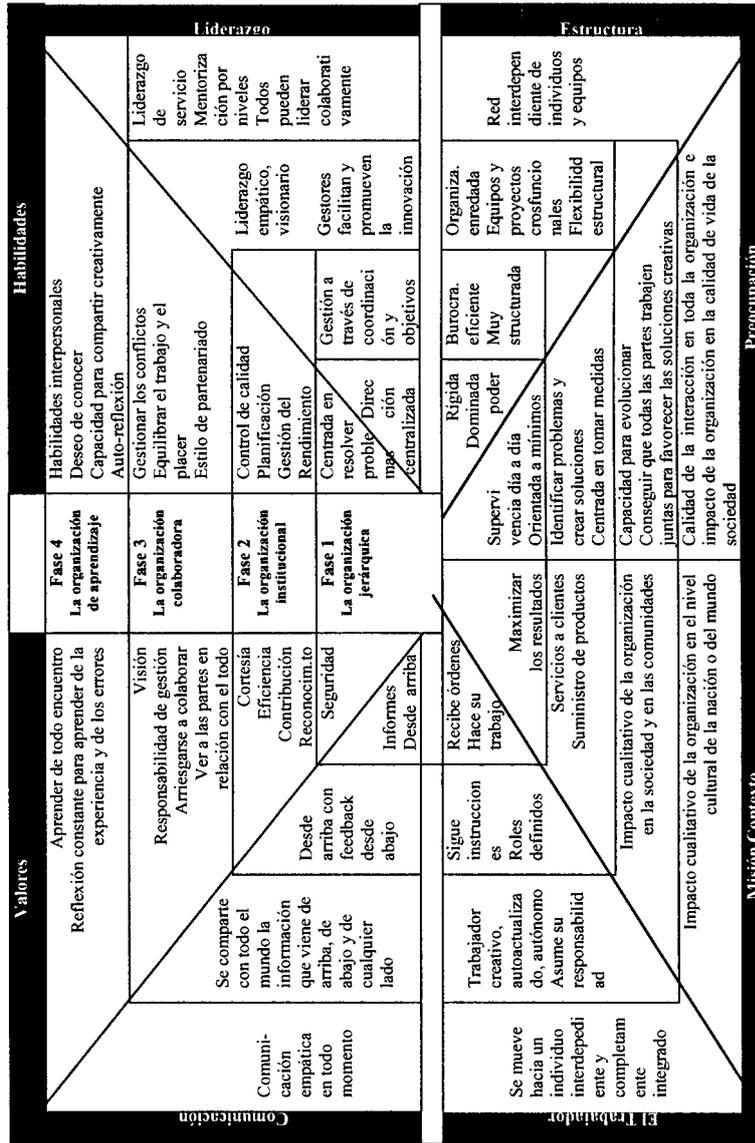 Valores
Habilidades
Comunicación
Liderazgo
El Trabajador
Estructura
Misión Contexto
Preocupación
Aprender de todo encuentro
Reflexión constante para aprender de la
experiencia y de los errores
Fase 4
La organización
de aprendizaje
Habilidades interpersonales
Deseo de conocer
Capacidad para compartir creativamente
Auto-reflexión
Visión
Responsabilidad de gestión
Arriesgarse a colaborar
Ver a las partes en
relación con el todo
Fase 3
La organización
colaboradora
Gestionar los conflictos
Equilibrar el trabajo y el
placer
Estilo de partenariado
Cortesía
Eficiencia
Contribución
Reconocim.to
Fase 2
La organización
institucional
Control de calidad
Planificación
Gestión del
Rendimiento
Seguridad
Fase 1
La organización
jerárquica
Centrada en
resolver
proble Direc
mas ción
centralizada
Comuni-
cación
empática
en todo
momento
Se comparte
con todo el
mundo la
información
que viene de
arriba, de
abajo y de
cualquier
lado
Desde
arriba con
feedback
desde
abajo
Informes
Desde arriba
Gestión a
través de
coordinaci
ón y
objetivos
Liderazgo
empático,
visionario
Gestores
facilitan y
promueven
la
innovación
Liderazgo
de
servicio
Mentoriza
ción por
niveles
Todos
pueden
liderar
colaborati
vamente
Se mueve
hacia un
individuo
interdepedi
ente y
completam
ente
integrado
Trabajador
creativo,
autoactualiza
do, autónomo
Asume su
responsabilid
ad
Sigue
instruccion
es
Roles
definidos
Recibe órdenes
Hace su
trabajo
Rígida
Dominada
poder
Burocra.
eficiente
Muy
structurada
Organiza.
enredada
Equipos y
proyectos
crosfuncio
nales
Flexibilidd
estructural
Red
interdepen
diente de
individuos
y equipos
Maximizar
los resultados
Supervi
vencia día a día
Orientada a mínimos
Servicios a clientes
Suministro de productos
Identificar problemas y
crear soluciones
Centrada en tomar medidas
Impacto cualitativo de la organización
en la sociedad y en las comunidades
Capacidad para evolucionar
Conseguir que todas las partes trabajen
juntas para favorecer las soluciones creativas
Impacto cualitativo de la organización en el nivel
cultural de la nación o del mundo
Calidad de la interacción en toda la organización e
impacto de la organización en la calidad de vida de la
sociedad